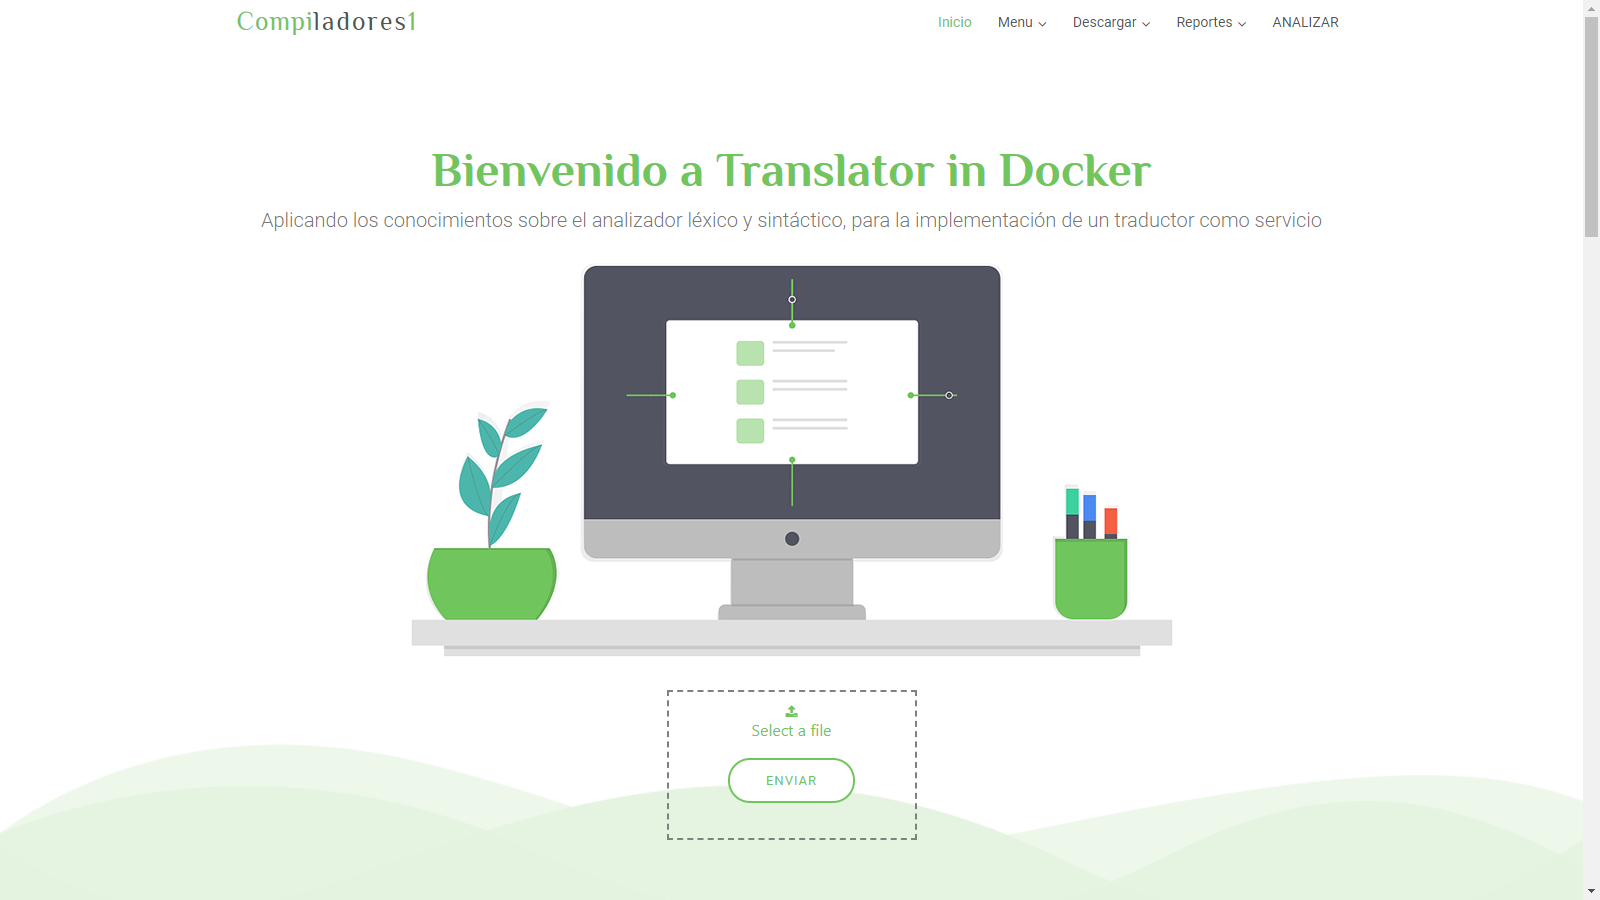 Compiladores1
Inicio Menu Descargar Reportes ANALIZAR
Bienvenido a Translator in Docker
Aplicando los conocimientos sobre el analizador léxico y sintáctico, para la implementación de un traductor como servicio
Select a file
ENVIAR